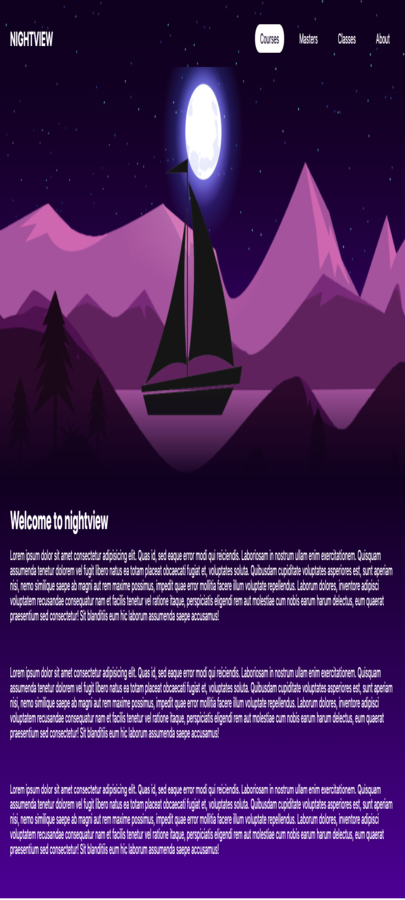 NIGHTVIEW
Courses
Masters
Classes
About
Welcome to nightview
Lorem ipsum dolor sit amet consectetur adipisicing elit. Quas id, sed eaque error modi qui reiciendis. Laboriosam in nostrum ullam enim exercitationem. Quisquam
assumenda tenetur dolorem vel fugit libero natus ea totam placeat obcaecati fugiat et, voluptates soluta. Quibusdam cupiditate voluptates asperiores est, sunt aperiam
nisi, nemo similique saepe ab magni aut rem maxime possimus, impedit quae error mollitia facere illum voluptate repellendus. Laborum dolores, inventore adipisci
voluptatem recusandae consequatur nam et facilis tenetur vel ratione itaque, perspiciatis eligendi rem aut molestiae cum nobis earum harum delectus, eum quaerat
perspiciatis sed consectetur! Sit blanditiis eum hic laborum assumenda saepe accusamus!
Lorem ipsum dolor sit amet consectetur adipisicing elit. Quas id, sed eaque error modi qui reiciendis. Laboriosam in nostrum ullam enim exercitationem. Quisquam
assumenda tenetur dolorem vel fugit libero natus ea totam placeat obcaecati fugiat et, voluptates soluta. Quibusdam cupiditate voluptates asperiores est, sunt aperiam
nisi, nemo similique saepe ab magni aut rem maxime possimus, impedit quae error mollitia facere illum voluptate repellendus. Laborum dolores, inventore adipisci
voluptatem recusandae consequatur nam et facilis tenetur vel ratione itaque, perspiciatis eligendi rem aut molestiae cum nobis earum harum delectus, eum quaerat
perspiciatis sed consectetur! Sit blanditiis eum hic laborum assumenda saepe accusamus!
Lorem ipsum dolor sit amet consectetur adipisicing elit. Quas id, sed eaque error modi qui reiciendis. Laboriosam in nostrum ullam enim exercitationem. Quisquam
assumenda tenetur dolorem vel fugit libero natus ea totam placeat obcaecati fugiat et, voluptates soluta. Quibusdam cupiditate voluptates asperiores est, sunt aperiam
nisi, nemo similique saepe ab magni aut rem maxime possimus, impedit quae error mollitia facere illum voluptate repellendus. Laborum dolores, inventore adipisci
voluptatem recusandae consequatur nam et facilis tenetur vel ratione itaque, perspiciatis eligendi rem aut molestiae cum nobis earum harum delectus, eum quaerat
perspiciatis sed consectetur! Sit blanditiis eum hic laborum assumenda saepe accusamus!